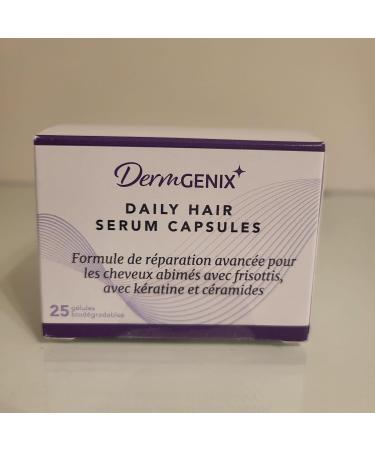 DermGENIX
DAILY HAIR
SERUM CAPSULES
Formule de réparation avancée pour
les cheveux abimés avec frisottis,
avec kératine et céramides
25 gélules
biodégradables